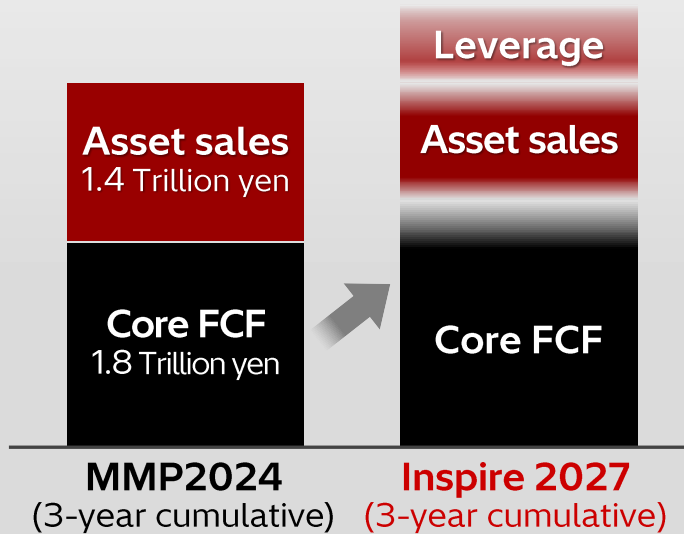 Leverage
Asset sales
1.4 Trillion yen
Asset sales
Core FCF
1.8 Trillion yen
Core FCF
MMP2024
(3-year cumulative)
Inspire 2027
(3-year cumulative)